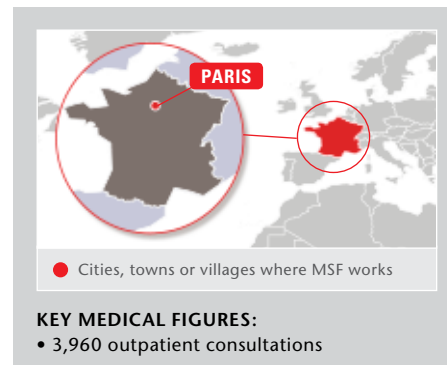 PARIS
Cities, towns or villages where MSF works
KEY MEDICAL FIGURES:
• 3,960 outpatient consultations